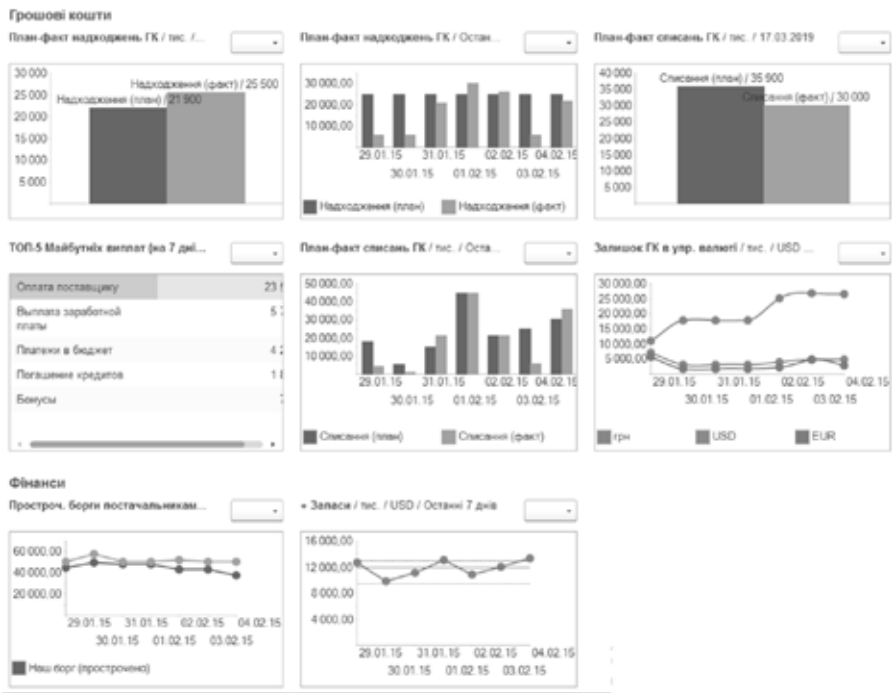 Грошові кошти
План-факт надходжень ГК / тис. /...
План-факт надходжень ГК / Остан...
План-факт списань ГК / тис. / 17.03.2019
30 000
25 000
20 000
15 000
10 000
5 000
Надходження (план) / 21 900
Надходження (факт) / 25 500
30 000,00
20 000,00
10 000,00
29.01.15 31.01.15 02.02.15 04.02.15
30.01.15 01.02.15 03.02.15
Надходження (план) Надходження (факт)
40 000
35 000
30 000
25 000
20 000
15 000
10 000
5 000
Списання (план) / 35 900
Списання (факт) / 30 000
ТОП-5 Майбутніх виплат (на 7 дні...
План-факт списань ГК / тис. / Оста...
Залишок ГК в упр. валюті / тис. / USD ...
Оплата поставщику 23
Выплата заработной
платы 5
Платежи в бюджет 4
Погашение кредитов 1
Бонусы
50 000,00
40 000,00
30 000,00
20 000,00
10 000,00
29.01.15 31.01.15 02.02.15 04.02.15
30.01.15 01.02.15 03.02.15
Списання (план) Списання (факт)
30 000,00
25 000,00
20 000,00
15 000,00
10 000,00
5 000,00
29.01.15 31.01.15 02.02.15 04.02.15
30.01.15 01.02.15 03.02.15
грн USD EUR
Фінанси
Простроч. борги постачальникам...
+ Запаси / тис. / USD / Останні 7 днів
60 000,00
40 000,00
20 000,00
29.01.15 31.01.15 02.02.15 04.02.15
30.01.15 01.02.15 03.02.15
Наш борг (прострочено)
16 000,00
12 000,00
8 000,00
4 000,00
29.01.15 31.01.15 02.02.15 04.02.15
30.01.15 01.02.15 03.02.15